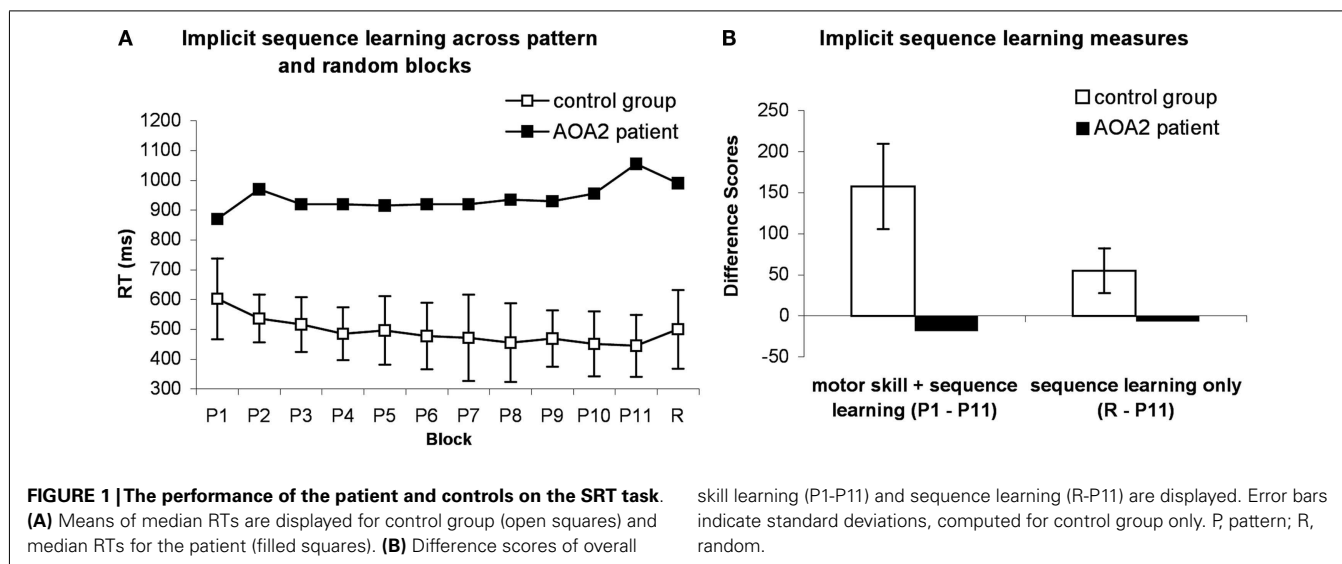 A Implicit sequence learning across pattern
and random blocks
control group
AOA2 patient
1200
1100
1000
900
800
700
600
500
400
300
RT (ms)
P1 P2 P3 P4 P5 P6 P7 P8 P9 P10 P11 R
Block
B Implicit sequence learning measures
control group
AOA2 patient
250
200
150
100
50
0
-50
Difference Scores
motor skill + sequence
learning (P1 - P11)
sequence learning only
(R - P11)
FIGURE 1 | The performance of the patient and controls on the SRT task.
(A) Means of median RTs are displayed for control group (open squares) and
median RTs for the patient (filled squares). (B) Difference scores of overall
skill learning (P1-P11) and sequence learning (R-P11) are displayed. Error bars
indicate standard deviations, computed for control group only. P, pattern; R,
random.